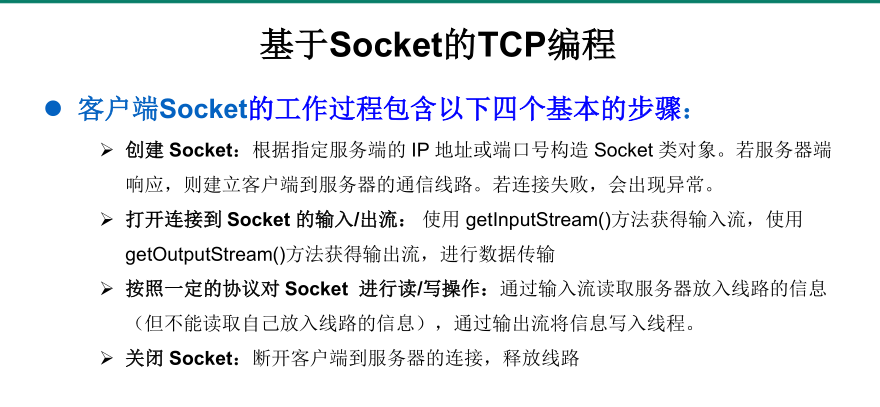 基于Socket的TCP编程
客户端Socket的工作过程包含以下四个基本的步骤：
创建 Socket：根据指定服务端的 IP 地址或端口号构造 Socket 类对象。若服务器端
响应，则建立客户端到服务器的通信线路。若连接失败，会出现异常。
打开连接到 Socket 的输入/出流： 使用 getInputStream()方法获得输入流，使用
getOutputStream()方法获得输出流，进行数据传输
按照一定的协议对 Socket 进行读/写操作：通过输入流读取服务器放入线路的信息
（但不能读取自己放入线路的信息），通过输出流将信息写入线程。
关闭 Socket：断开客户端到服务器的连接，释放线路